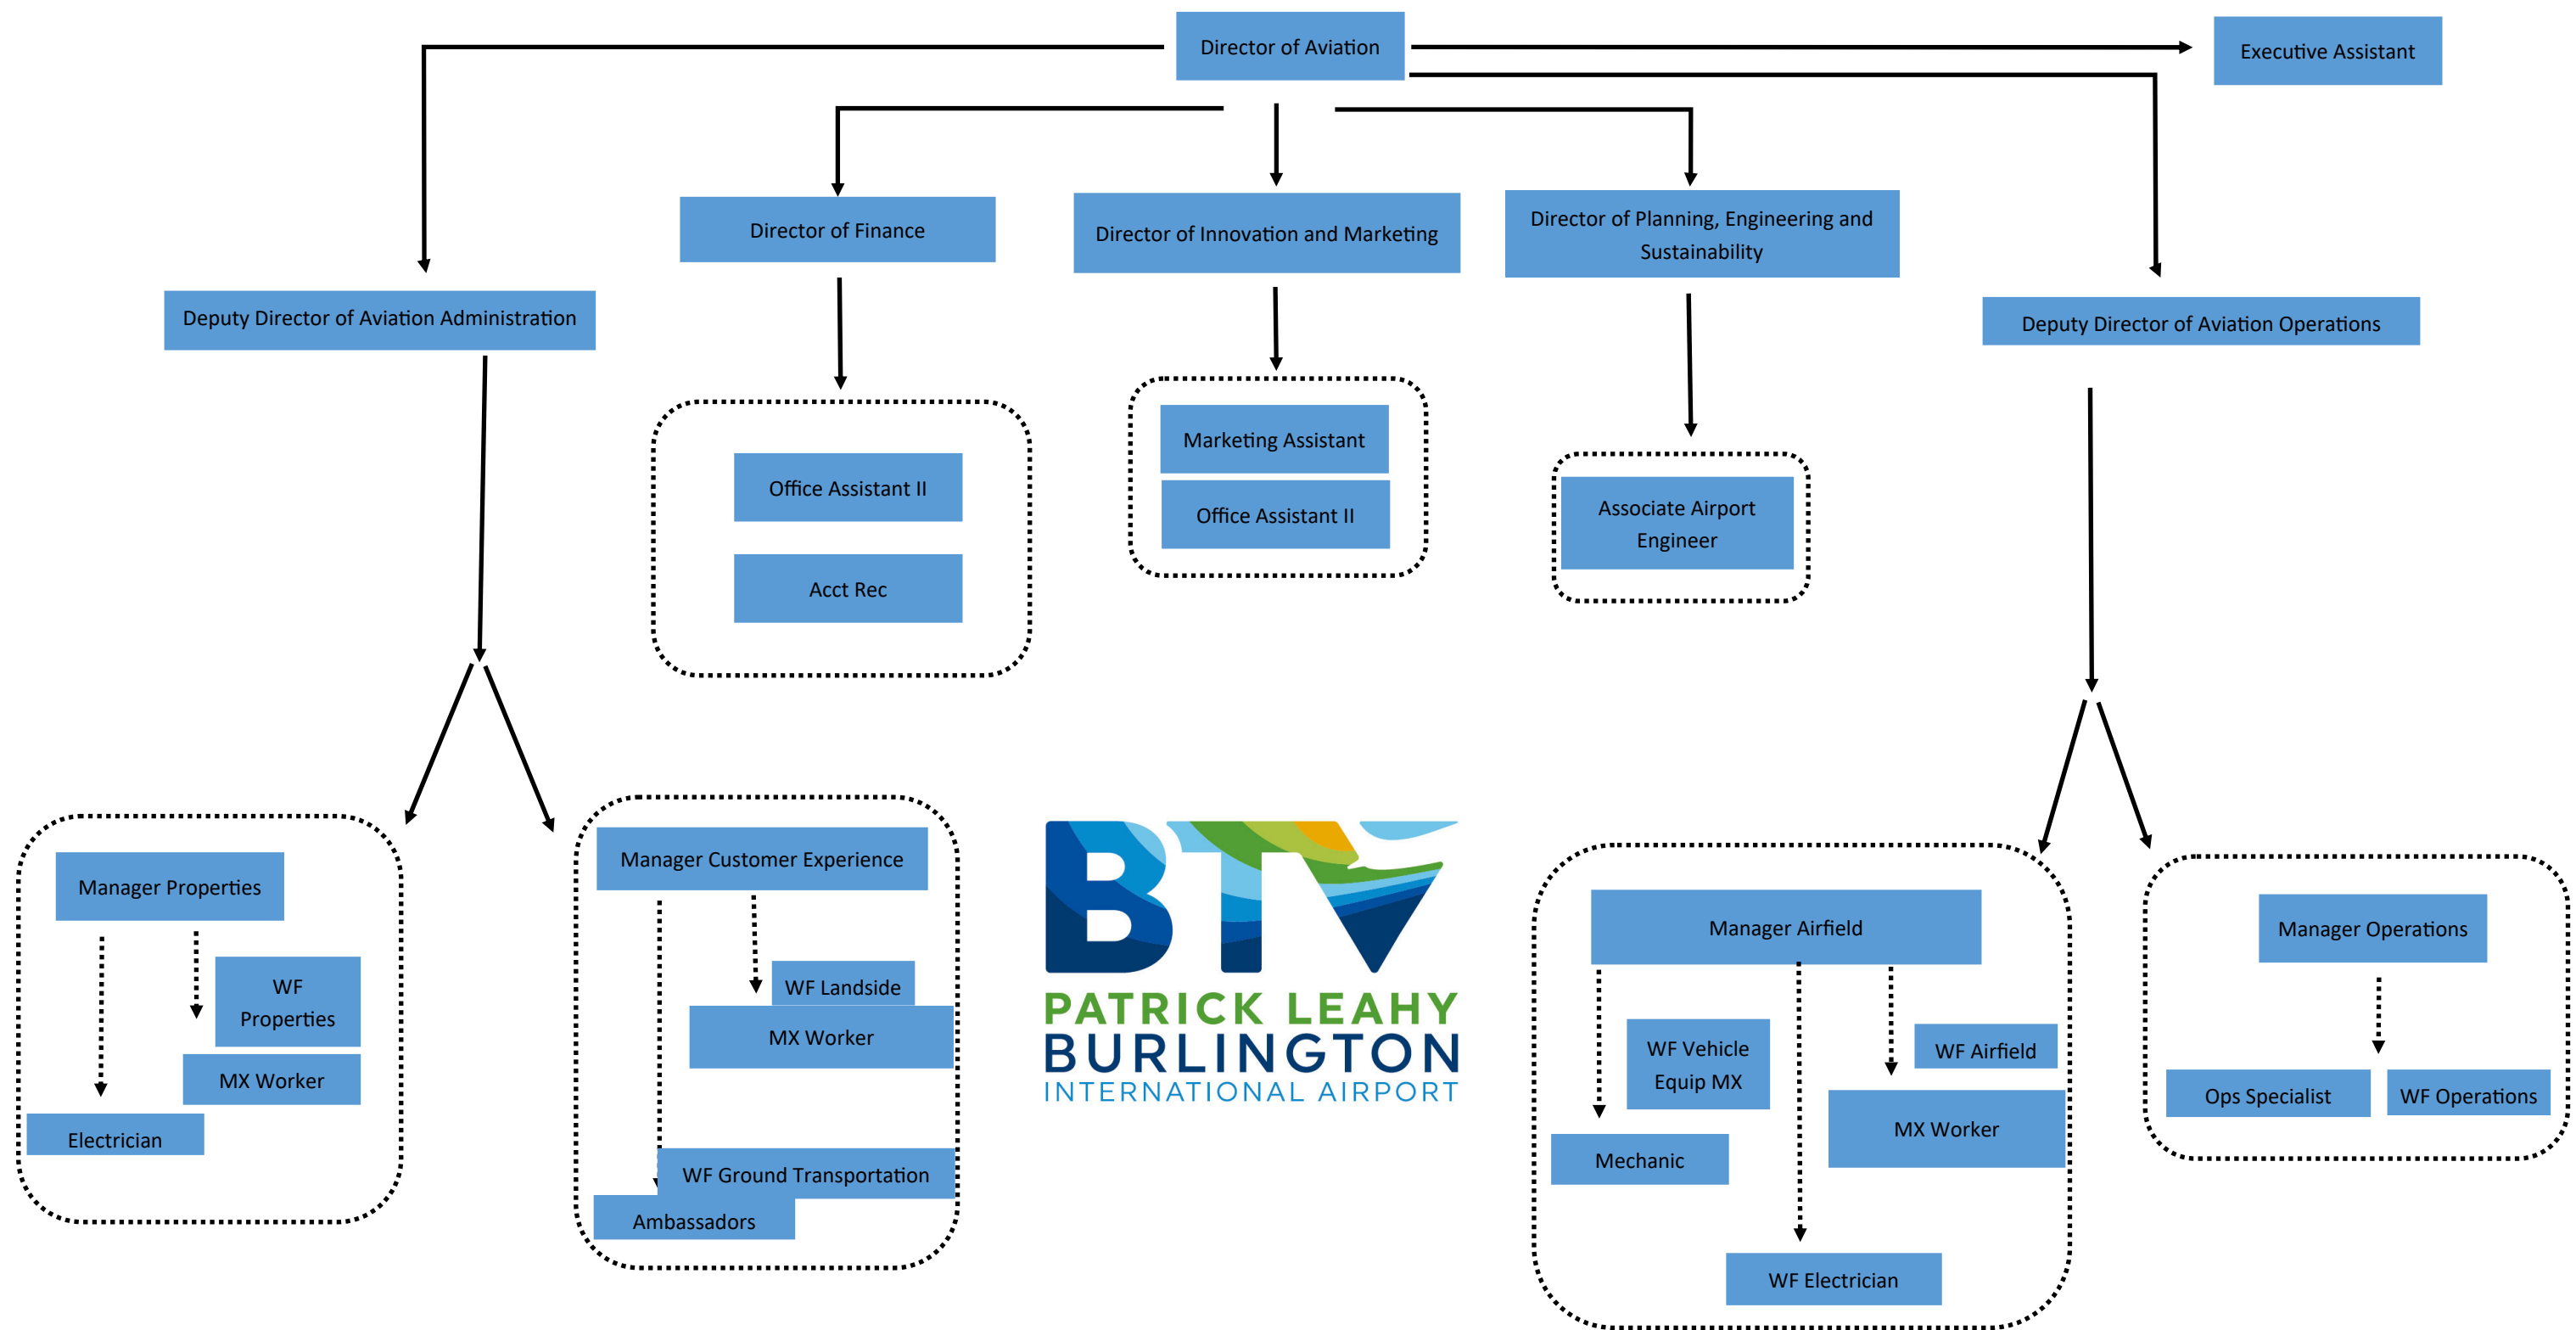 Director of Aviation
Executive Assistant
Director of Finance
Director of Innovation and Marketing
Director of Planning, Engineering and
Sustainability
Deputy Director of Aviation Administration
Deputy Director of Aviation Operations
Office Assistant II
Acct Rec
Marketing Assistant
Office Assistant II
Associate Airport
Engineer
Manager Properties
WF
Properties
MX Worker
Electrician
Manager Customer Experience
WF Landside
MX Worker
WF Ground Transportation
Ambassadors
BTV
PATRICK LEAHY
BURLINGTON
INTERNATIONAL AIRPORT
Manager Airfield
WF Vehicle
Equip MX
Mechanic
WF Airfield
MX Worker
WF Electrician
Manager Operations
Ops Specialist
WF Operations